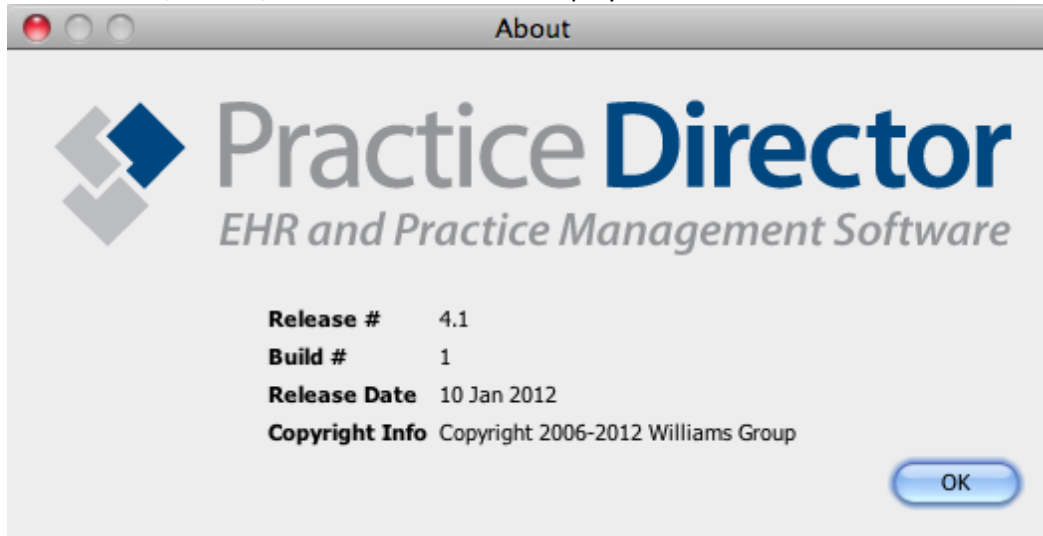 About
Practice Director
EHR and Practice Management Software
Release # 4.1
Build # 1
Release Date 10 Jan 2012
Copyright Info Copyright 2006-2012 Williams Group
OK